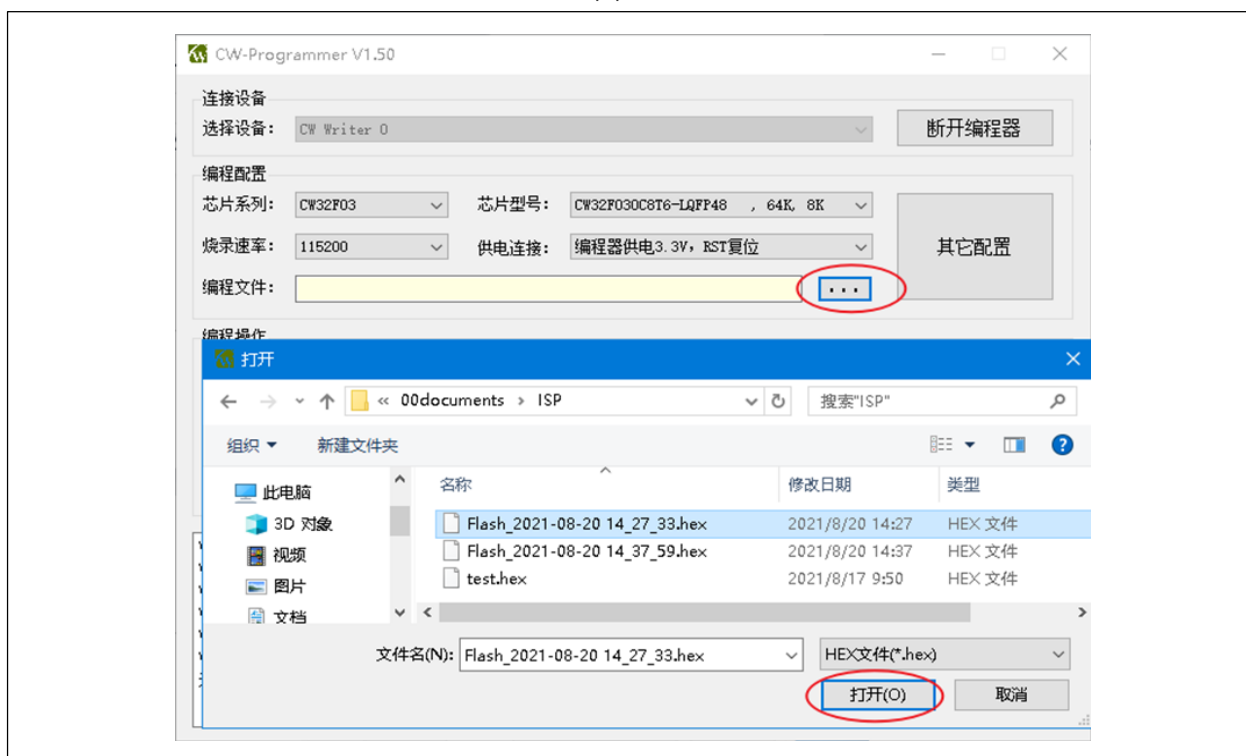 CW-Programmer V1.50
连接设备
选择设备： CW Writer 0 断开编程器
编程配置
芯片系列： CW32F03 芯片型号： CW32F030C8T6-LQFP48 , 64K, 8K
烧录速率： 115200 供电连接： 编程器供电3.3V，RST复位 其它配置
编程文件： ...
编程操作
打开
« 00documents › ISP 搜索"ISP"
组织 新建文件夹
名称 修改日期 类型
此电脑
3D 对象 Flash_2021-08-20 14_27_33.hex 2021/8/20 14:27 HEX 文件
视频 Flash_2021-08-20 14_37_59.hex 2021/8/20 14:37 HEX 文件
图片 test.hex 2021/8/17 9:50 HEX 文件
文档
文件名(N): Flash_2021-08-20 14_27_33.hex HEX文件(*.hex)
打开(O) 取消